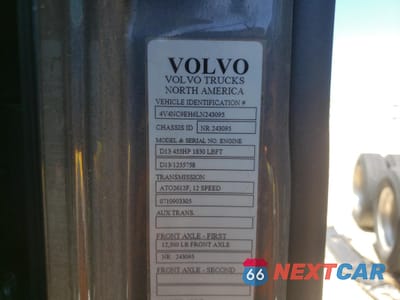 VOLVO
VOLVO TRUCKS
NORTH AMERICA
VEHICLE IDENTIFICATION #
4V4NC9EH6LN243095
CHASSIS ID NR 243095
MODEL & SERIAL NO. ENGINE
D13-455HP 1850 LBFT
D13/1255758
TRANSMISSION
ATO2612F, 12 SPEED
0710903305
AUX TRANS.
FRONT AXLE - FIRST
12,500 LB FRONT AXLE
NR 243095
FRONT AXLE - SECOND
66 NEXTCAR